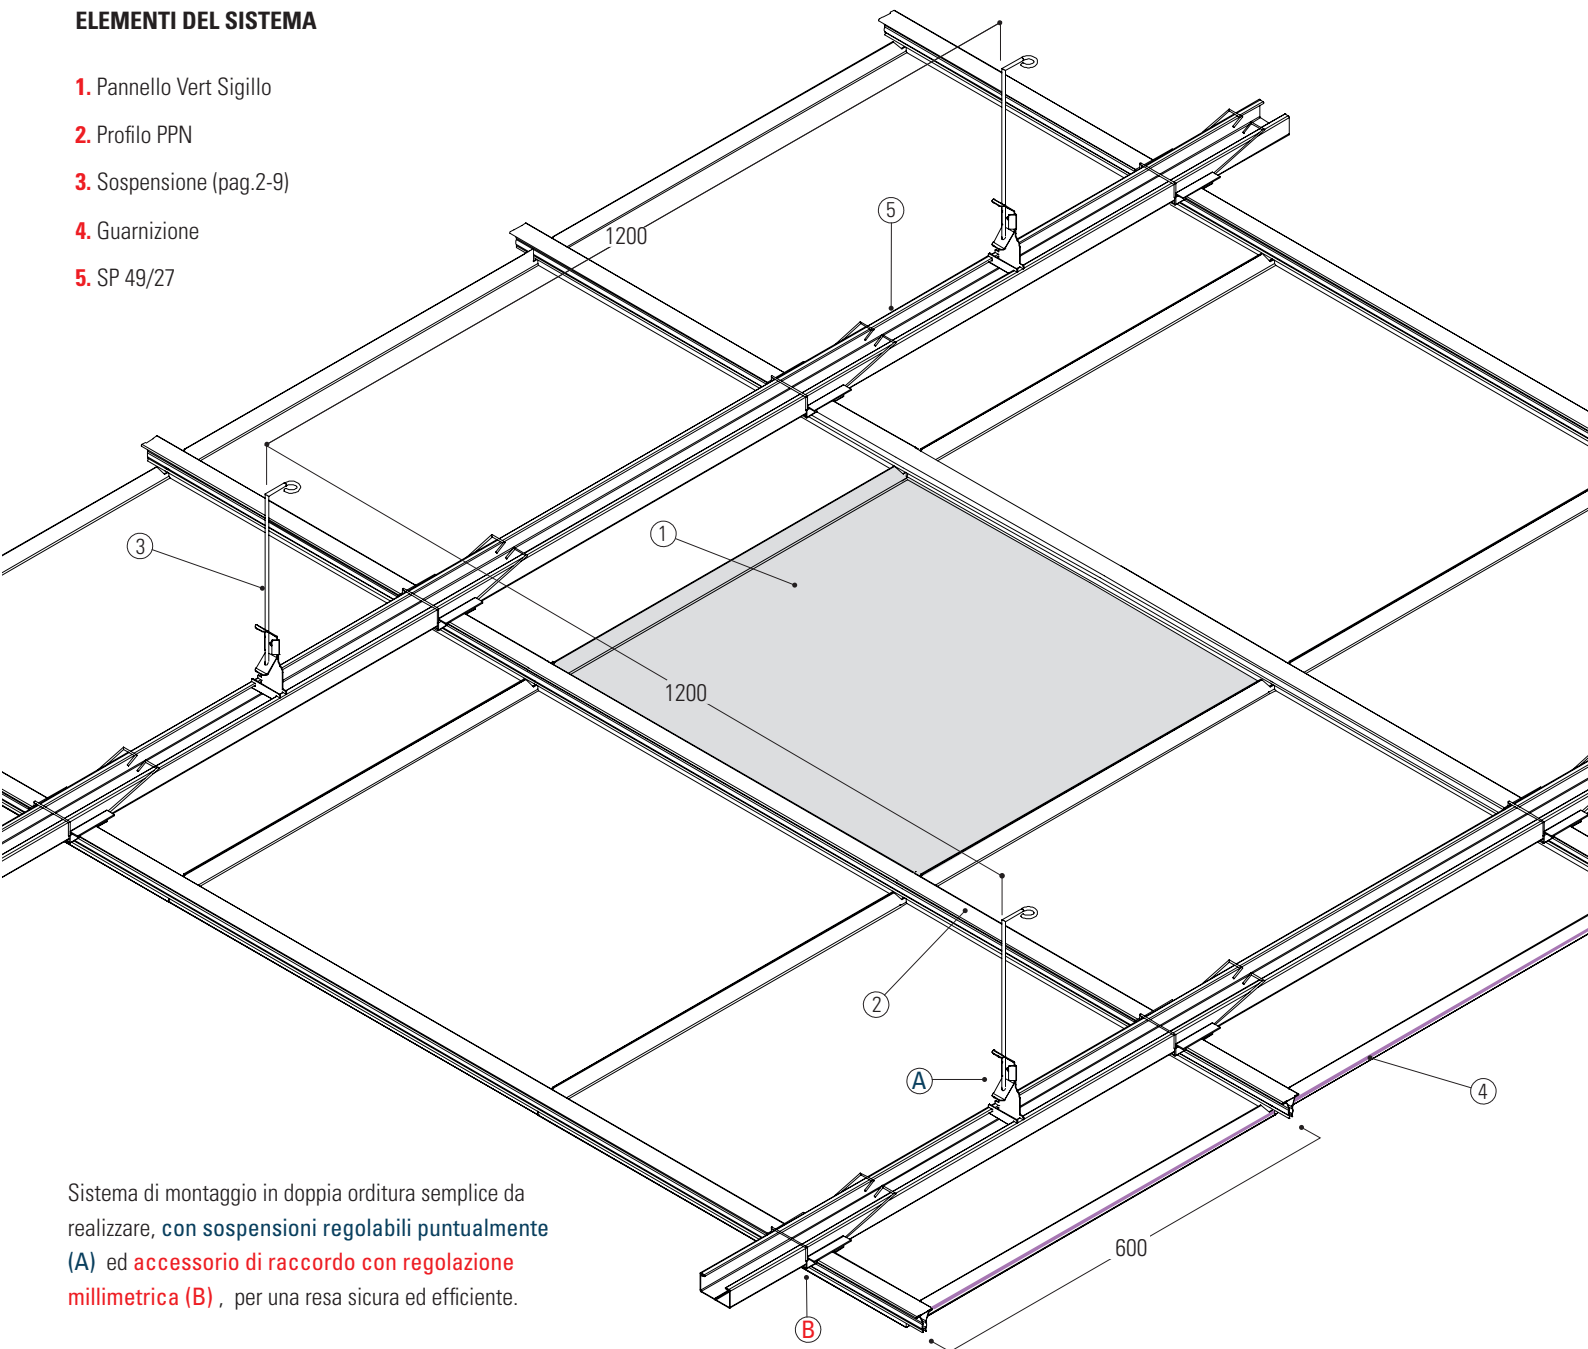 ELEMENTI DEL SISTEMA
1. Pannello Vert Sigillo
2. Profilo PPN
3. Sospensione (pag.2-9)
4. Guarnizione
5. SP 49/27
5
1200
3
1
1200
2
A
4
600
B
Sistema di montaggio in doppia orditura semplice da
realizzare, con sospensioni regolabili puntualmente
(A) ed accessorio di raccordo con regolazione
millimetrica (B) , per una resa sicura ed efficiente.